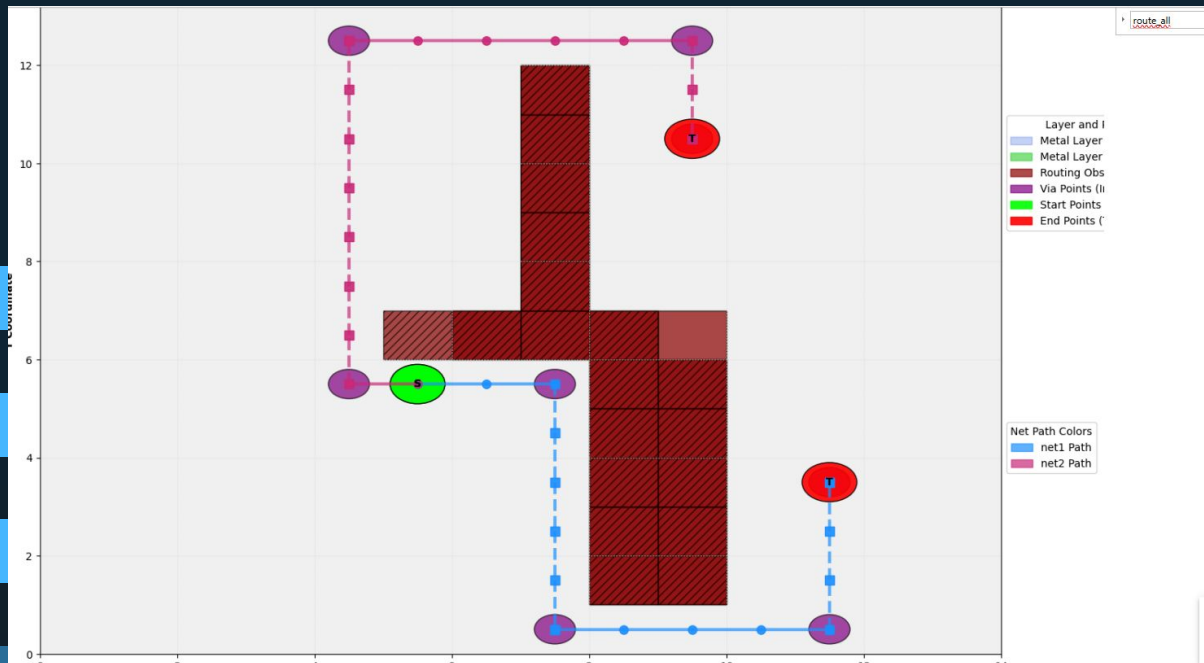 route_all
12
10
8
6
4
2
0
Y Coordinate
T
S
T
Layer and
Metal Layer
Metal Layer
Routing Obs
Via Points (
Start Points
End Points (
Net Path Colors
net1 Path
net2 Path